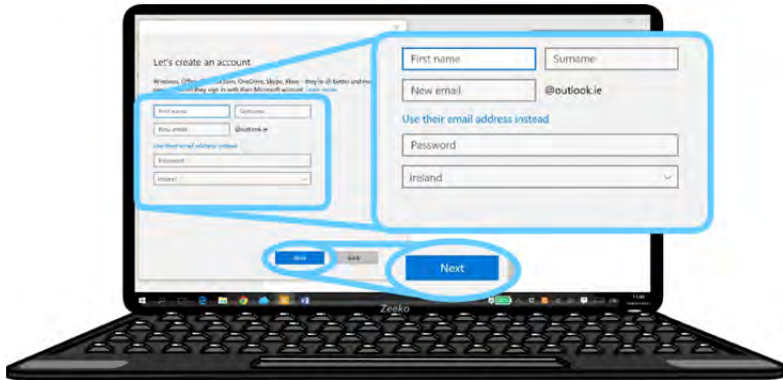 Let's create an account
Windows, Office, Outlook.com, OneDrive, Skype, Xbox - they're all better and more
when they sign in with their Microsoft account. Learn more
First name Surname
New email @outlook.ie
Use their email address instead
Password
Ireland
Next Back
First name Surname
New email @outlook.ie
Use their email address instead
Password
Ireland
Next
Zeeko